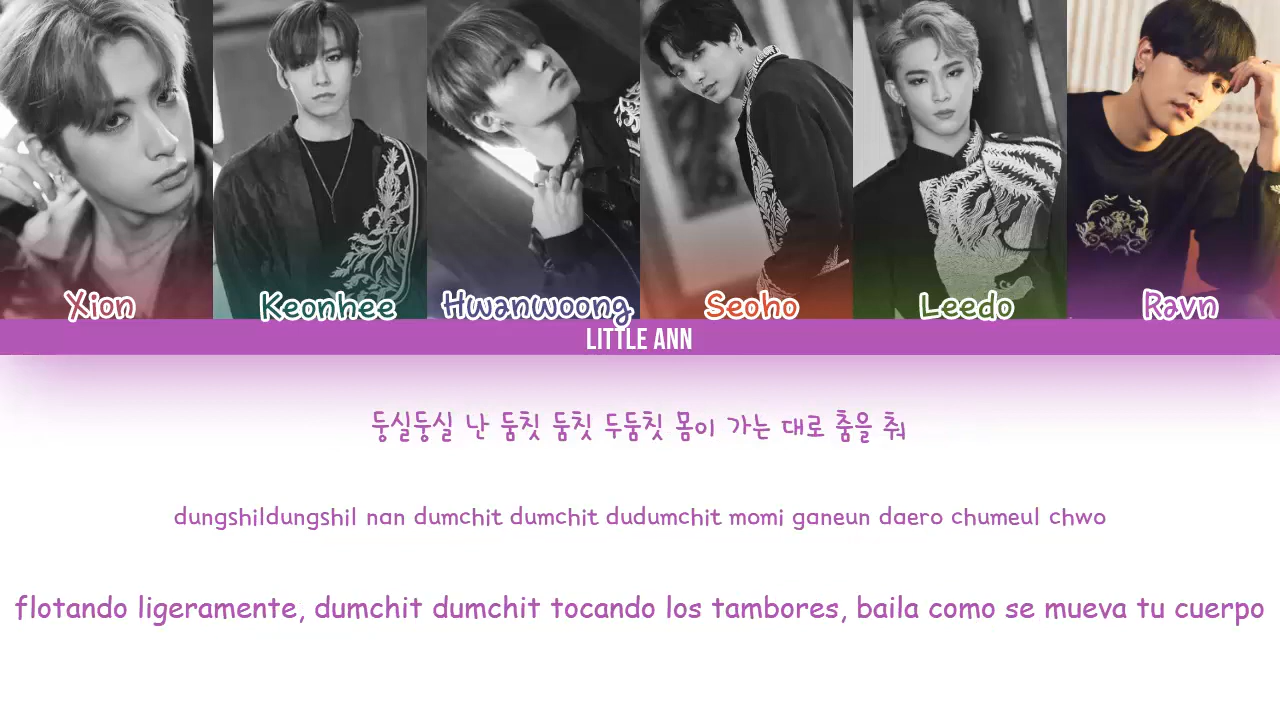 Xion
Keonhee
Hwanwoong
Seoho
Leedo
Ravn
LITTLE ANN
둥실둥실 난 둠칫 둠칫 두둠칫 몸이 가는 대로 춤을 춰
dungshildungshil nan dumchit dumchit dudumchit momi ganeun daero chumeul chwo
flotando ligeramente, dumchit dumchit tocando los tambores, baila como se mueva tu cuerpo